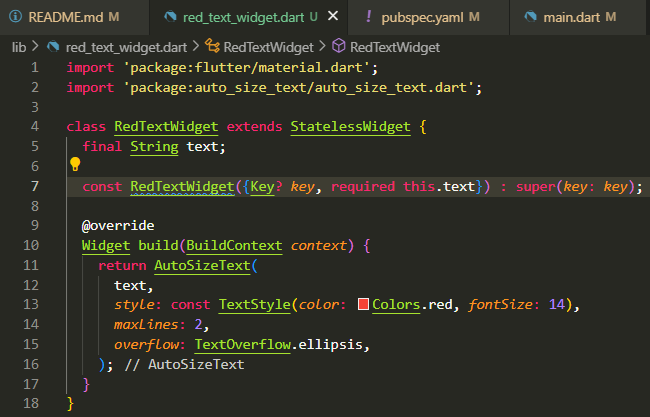 README.md M red_text_widget.dart U pubspec.yaml M main.dart M
lib > red_text_widget.dart > RedTextWidget > RedTextWidget
1 import 'package:flutter/material.dart';
2 import 'package:auto_size_text/auto_size_text.dart';
3
4 class RedTextWidget extends StatelessWidget {
5   final String text;
6
7   const RedTextWidget({Key? key, required this.text}) : super(key: key);
8
9   @override
10   Widget build(BuildContext context) {
11     return AutoSizeText(
12       text,
13       style: const TextStyle(color: Colors.red, fontSize: 14),
14       maxLines: 2,
15       overflow: TextOverflow.ellipsis,
16     ); // AutoSizeText
17   }
18 }